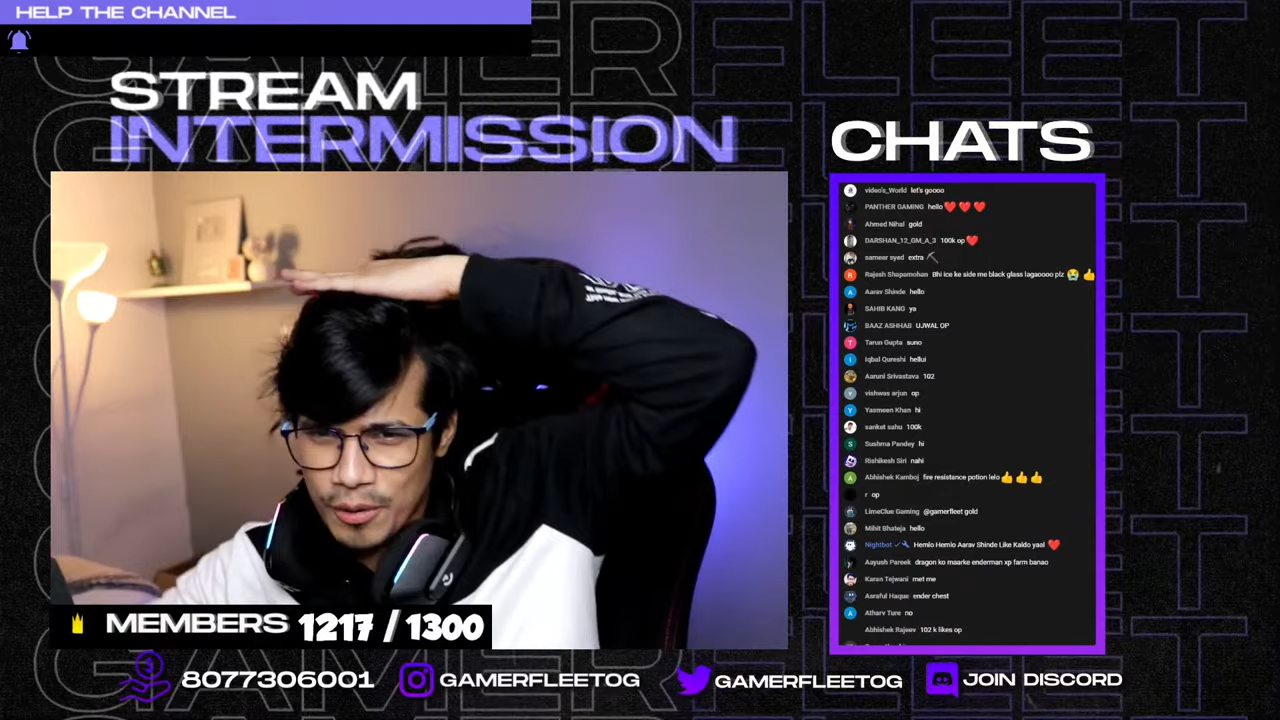 HELP THE CHANNEL
STREAM
INTERMISSION
CHATS
video's_World let's goooo
PANTHER GAMING hello❤️❤️❤️
Ahmed Nihal gold
DARSHAN_12_GM_A_3 100k op❤️
sameer syed extra ⛏
R Rajesh Shapamohan Bhi ice ke side me black glass lagaoooo plz 😭👍
A Aarav Shinde hello
SAHIB KANG ya
BAAZ ASHHAB UJWAL OP
T Tarun Gupta suno
I Iqbal Qureshi hellui
Aaruni Srivastava 102
v vishwas arjun op
Y Yasmeen Khan hi
sanket sahu 100k
S Sushma Pandey hi
Rishikesh Siri nahi
A Abhishek Kamboj fire resistance potion lelo👍👍👍
r op
LimeClue Gaming @gamerfleet gold
Mihit Bhateja hello
Nightbot Hemlo Hemlo Aarav Shinde Like Kaldo yaal ❤️
Aayush Pareek dragon ko maarke enderman xp farm banao
Karan Tejwani met me
Asraful Haque ender chest
A Atharv Ture no
Abhishek Rajeev 102 k likes op
MEMBERS 1217 / 1300
8077306001 GAMERFLEETOG GAMERFLEETOG JOIN DISCORD
GAMERFLEET